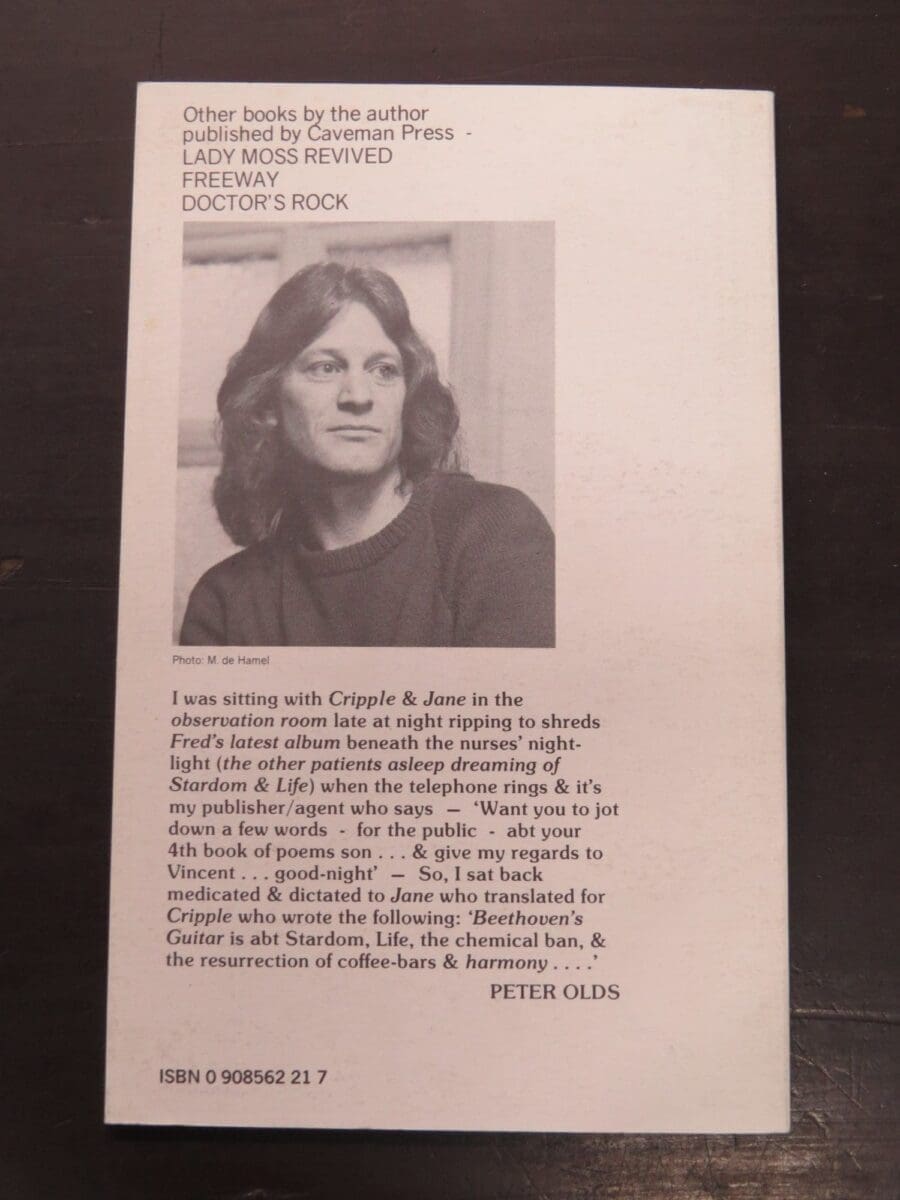 Other books by the author
published by Caveman Press -
LADY MOSS REVIVED
FREEWAY
DOCTOR'S ROCK
Photo: M. de Hamel
I was sitting with Cripple & Jane in the
observation room late at night ripping to shreds
Fred's latest album beneath the nurses' night-
light (the other patients asleep dreaming of
Stardom & Life) when the telephone rings & it's
my publisher/agent who says — 'Want you to jot
down a few words - for the public - abt your
4th book of poems son . . . & give my regards to
Vincent . . . good-night' — So, I sat back
medicated & dictated to Jane who translated for
Cripple who wrote the following: 'Beethoven's
Guitar is abt Stardom, Life, the chemical ban, &
the resurrection of coffee-bars & harmony . . . .'
PETER OLDS
ISBN 0 908562 21 7